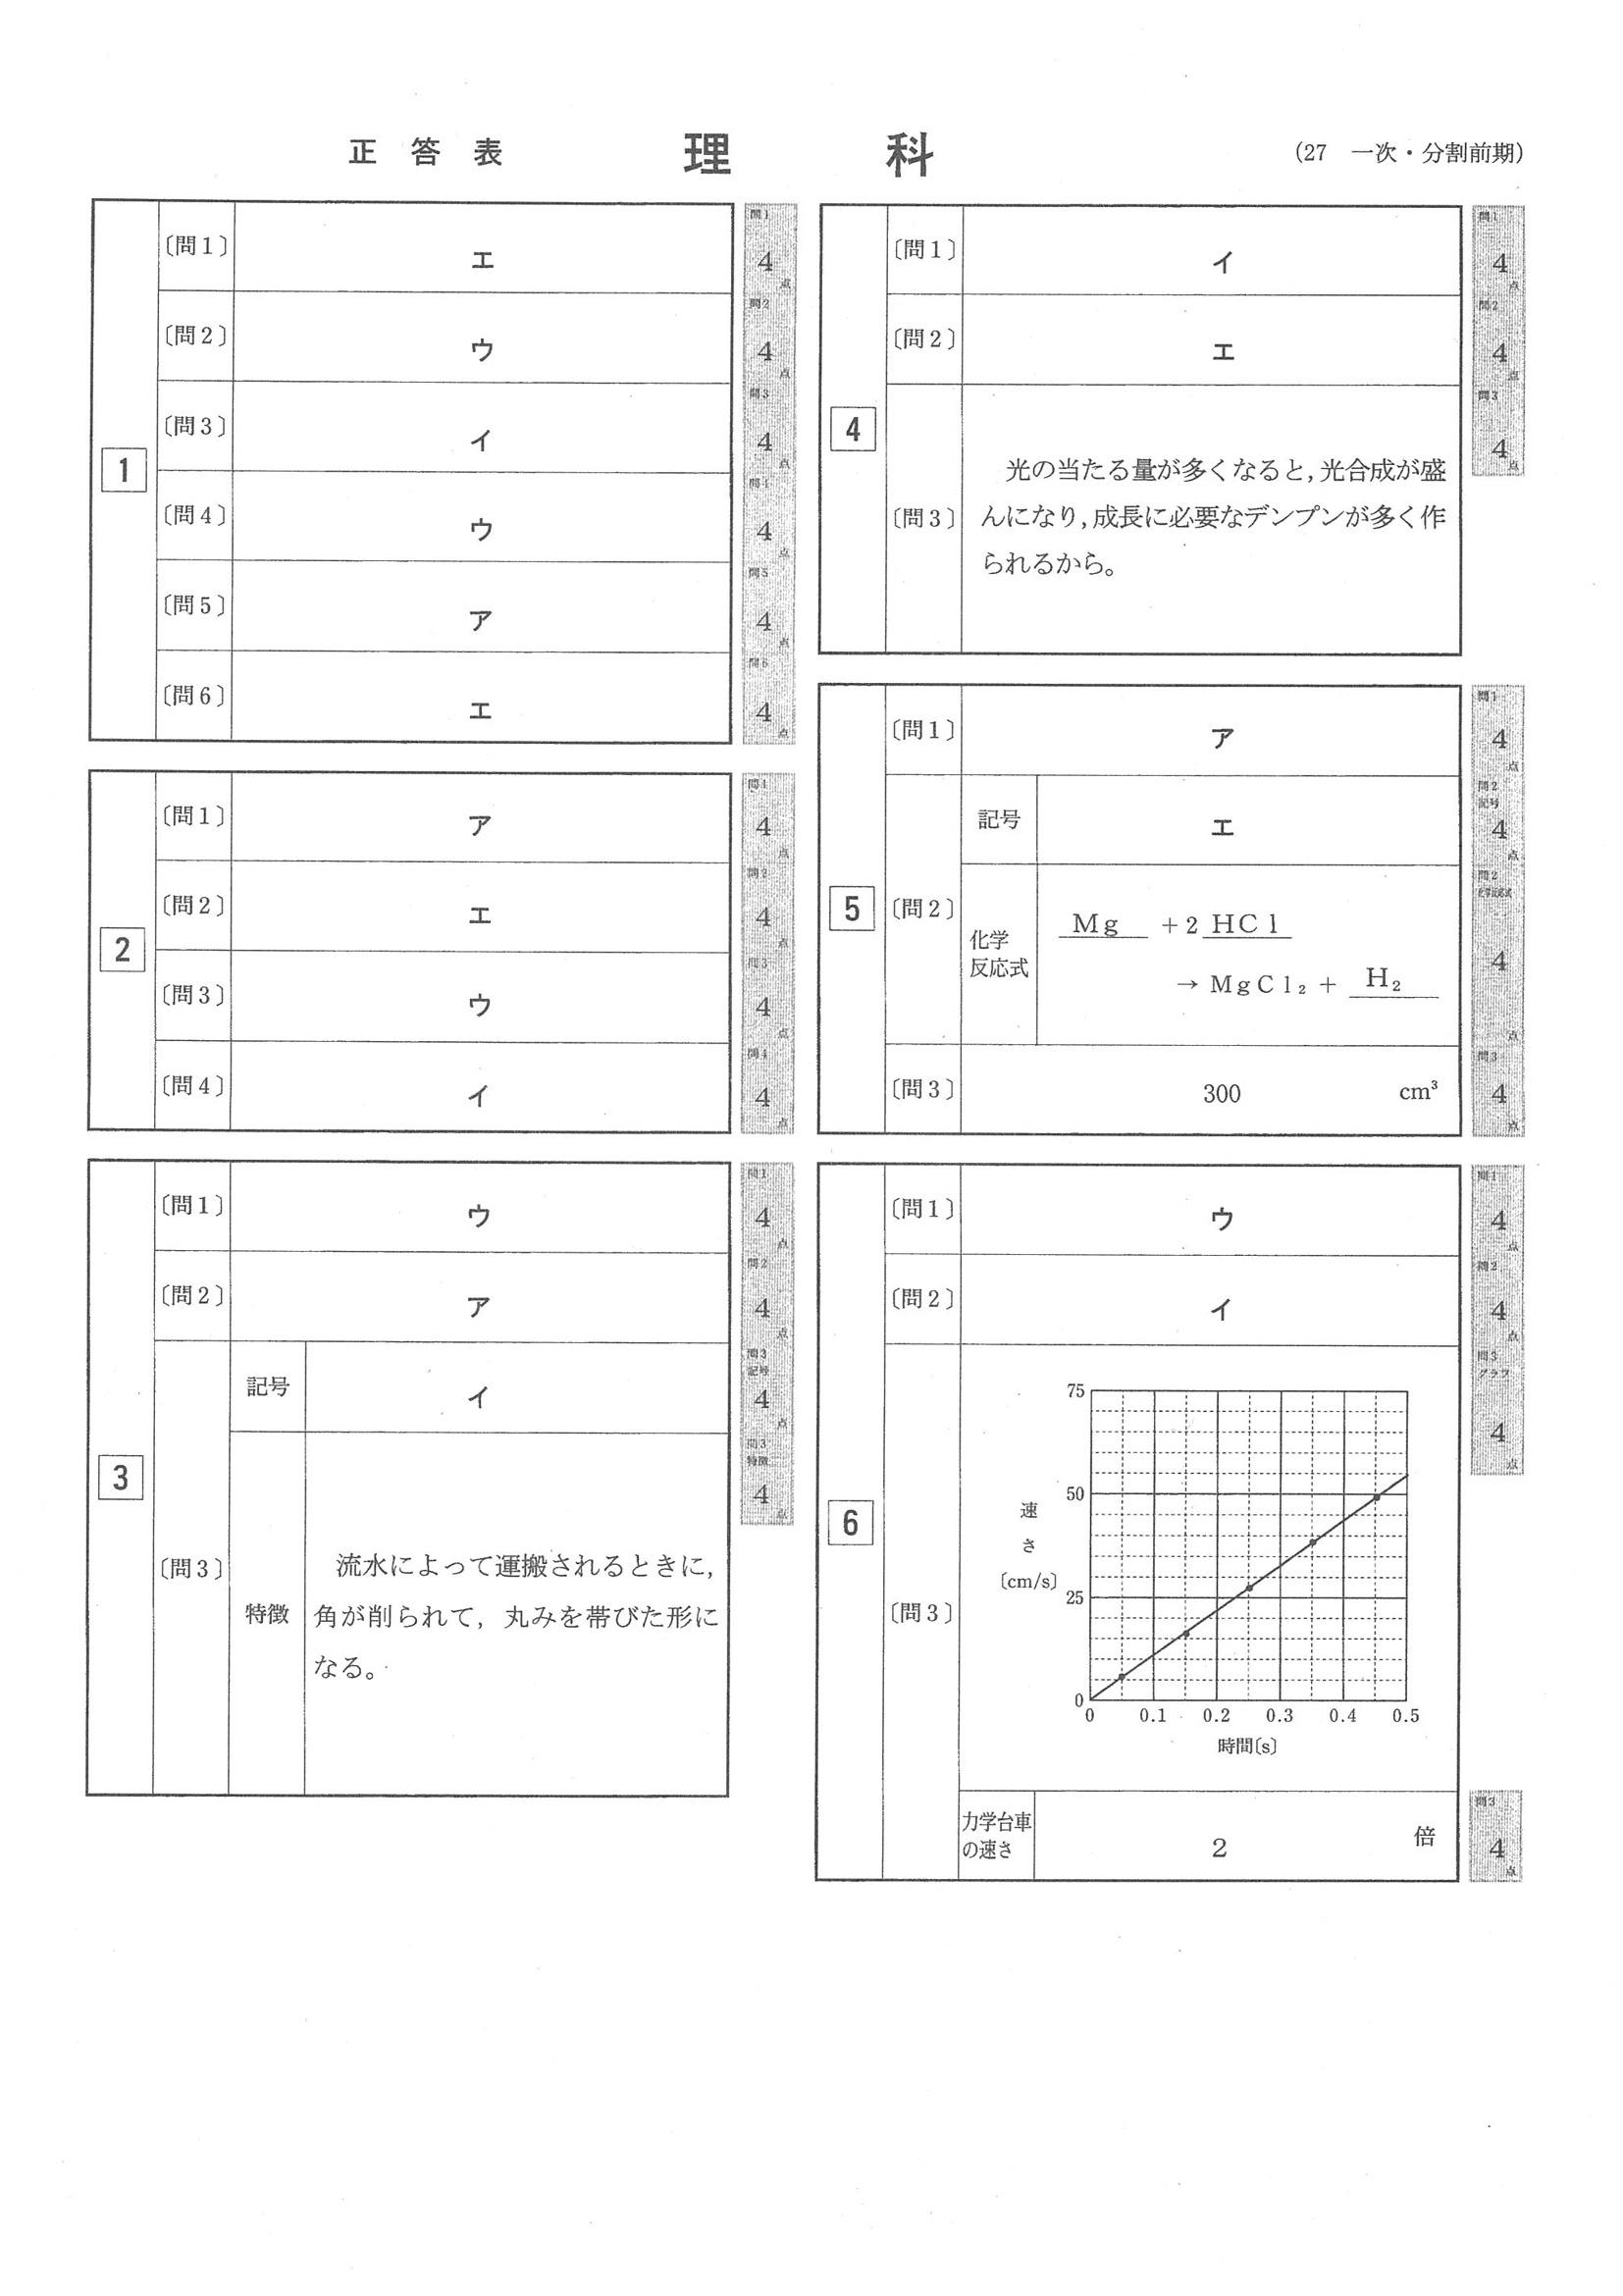 正 答 表 理 科 (27 一次・分割前期)
1
〔問1〕 エ
問1 4点
〔問2〕 ウ
問2 4点
〔問3〕 イ
問3 4点
〔問4〕 ウ
問4 4点
〔問5〕 ア
問5 4点
〔問6〕 エ
問6 4点
2
〔問1〕 ア
問1 4点
〔問2〕 エ
問2 4点
〔問3〕 ウ
問3 4点
〔問4〕 イ
問4 4点
3
〔問1〕 ウ
問1 4点
〔問2〕 ア
問2 4点
〔問3〕
記号 イ
問3 記号 4点
特徴
流水によって運搬されるときに,
角が削られて，丸みを帯びた形に
なる。
問3 特徴 4点
4
〔問1〕 イ
問1 4点
〔問2〕 エ
問2 4点
〔問3〕
光の当たる量が多くなると,光合成が盛
んになり,成長に必要なデンプンが多く作
られるから。
問3 4点
5
〔問1〕 ア
問1 4点
〔問2〕
記号 エ
問2 記号 4点
化学
反応式
Mg +2 HCl
→ MgCl₂ + H₂
問2 化学反応式 4点
〔問3〕 300 cm³
問3 4点
6
〔問1〕 ウ
問1 4点
〔問2〕 イ
問2 4点
〔問3〕
75
50
25
0
速
さ
〔cm/s〕
0 0.1 0.2 0.3 0.4 0.5
時間〔s〕
問3 グラフ 4点
力学台車
の速さ
2 倍
問3 4点